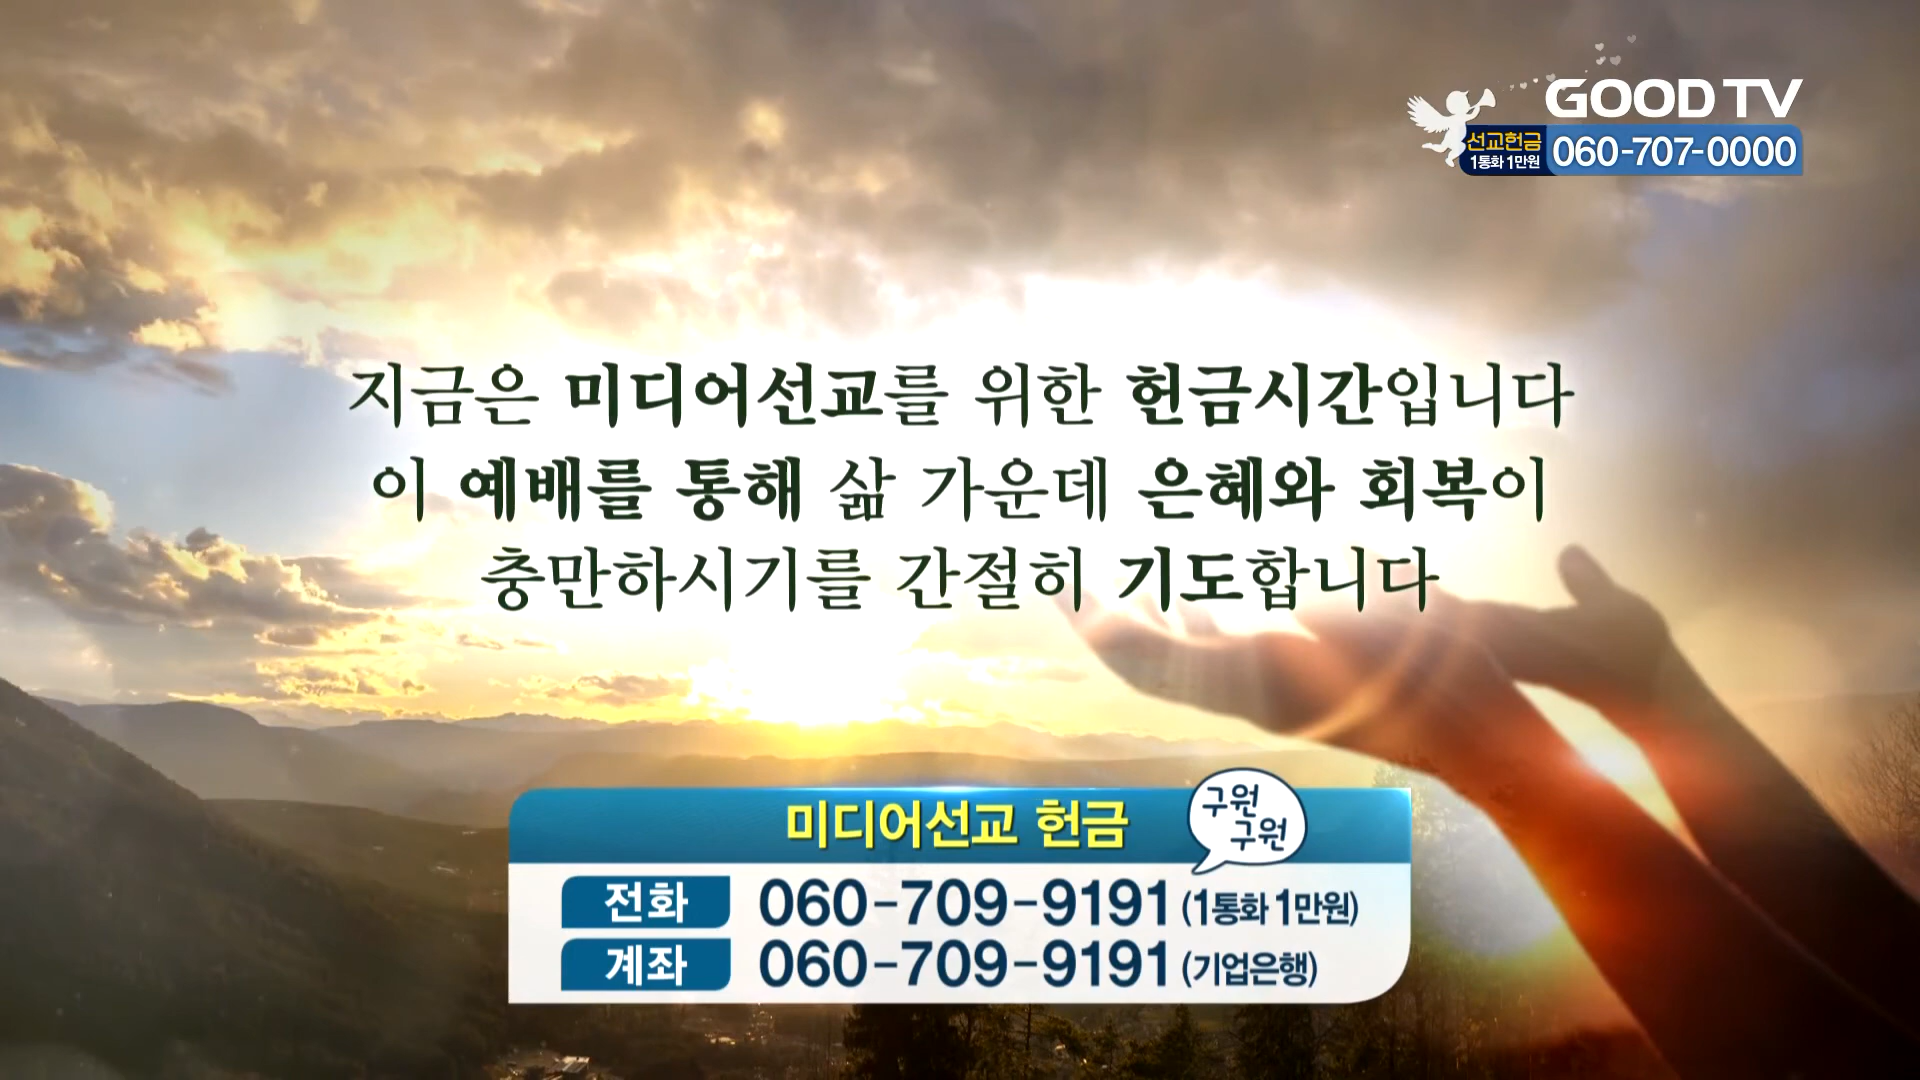 GOOD TV
선교헌금
1통화 1만원
060-707-0000
지금은 미디어선교를 위한 헌금시간입니다
이 예배를 통해 삶 가운데 은혜와 회복이
충만하시기를 간절히 기도합니다
미디어선교 헌금
구원
구원
전화 060-709-9191 (1통화 1만원)
계좌 060-709-9191 (기업은행)